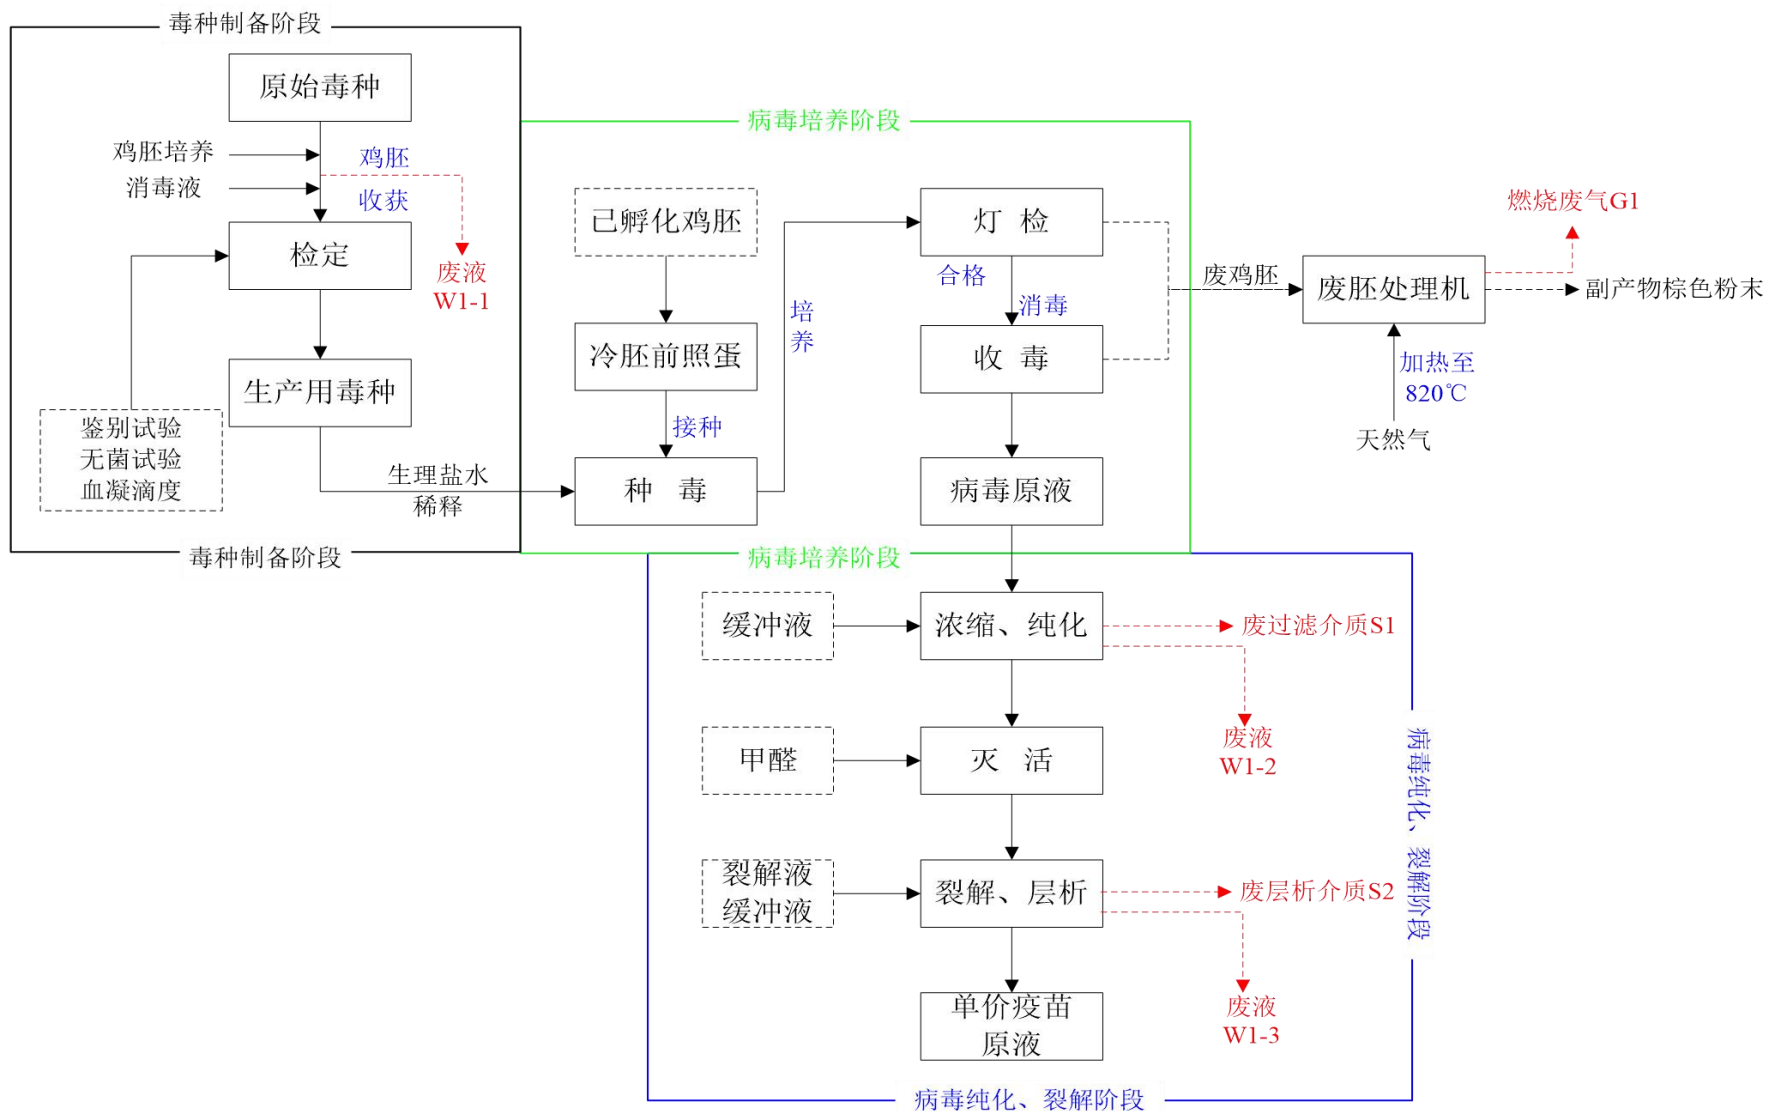 毒种制备阶段
原始毒种
鸡胚培养
消毒液
鸡胚
收获
检定
废液
W1-1
生产用毒种
鉴别试验
无菌试验
血凝滴度
生理盐水
稀释
毒种制备阶段
病毒培养阶段
已孵化鸡胚
冷胚前照蛋
接种
种 毒
培养
灯 检
合格
消毒
收 毒
病毒原液
病毒培养阶段
废鸡胚
废胚处理机
燃烧废气G1
副产物棕色粉末
加热至
820℃
天然气
缓冲液
浓缩、纯化
废过滤介质S1
废液
W1-2
甲醛
灭 活
裂解液
缓冲液
裂解、层析
废层析介质S2
废液
W1-3
单价疫苗
原液
病毒纯化、裂解阶段
病毒纯化、裂解阶段